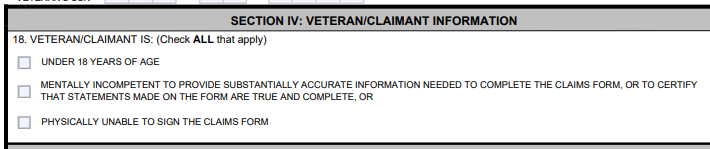 SECTION IV: VETERAN/CLAIMANT INFORMATION
18. VETERAN/CLAIMANT IS: (Check ALL that apply)
UNDER 18 YEARS OF AGE
MENTALLY INCOMPETENT TO PROVIDE SUBSTANTIALLY ACCURATE INFORMATION NEEDED TO COMPLETE THE CLAIMS FORM, OR TO CERTIFY
THAT STATEMENTS MADE ON THE FORM ARE TRUE AND COMPLETE, OR
PHYSICALLY UNABLE TO SIGN THE CLAIMS FORM